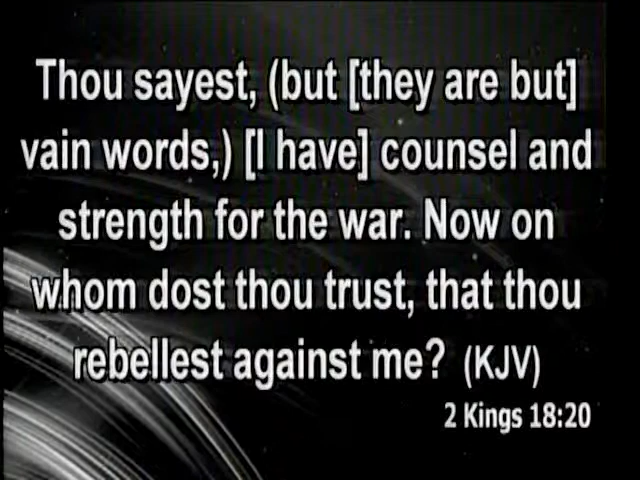 Thou sayest, (but [they are but]
vain words,) [I have] counsel and
strength for the war. Now on
whom dost thou trust, that thou
rebellest against me? (KJV)
2 Kings 18:20